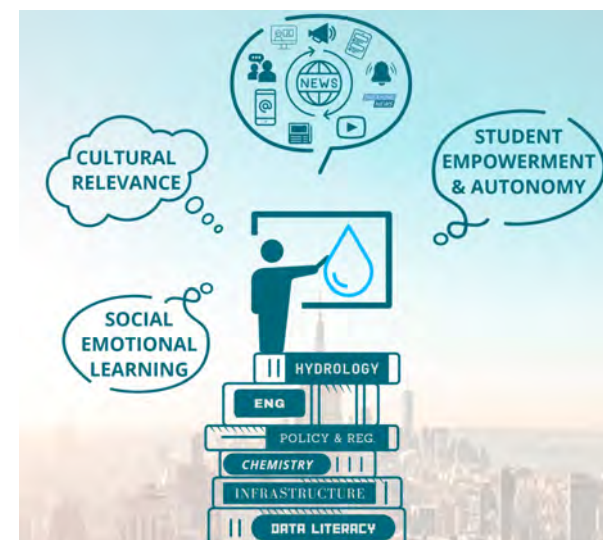 NEWS
@
CULTURAL
RELEVANCE
STUDENT
EMPOWERMENT
& AUTONOMY
SOCIAL
EMOTIONAL
LEARNING
HYDROLOGY
ENG
POLICY & REG.
CHEMISTRY
INFRASTRUCTURE
DATA LITERACY